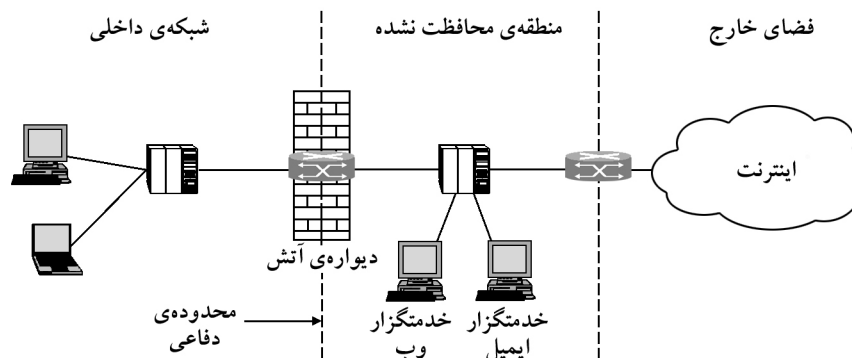 فضای خارج
منطقه‌ی محافظت نشده
شبکه‌ی داخلی
اینترنت
دیواره‌ی آتش
خدمتگزار
ایمیل
خدمتگزار
وب
محدوده‌ی
دفاعی